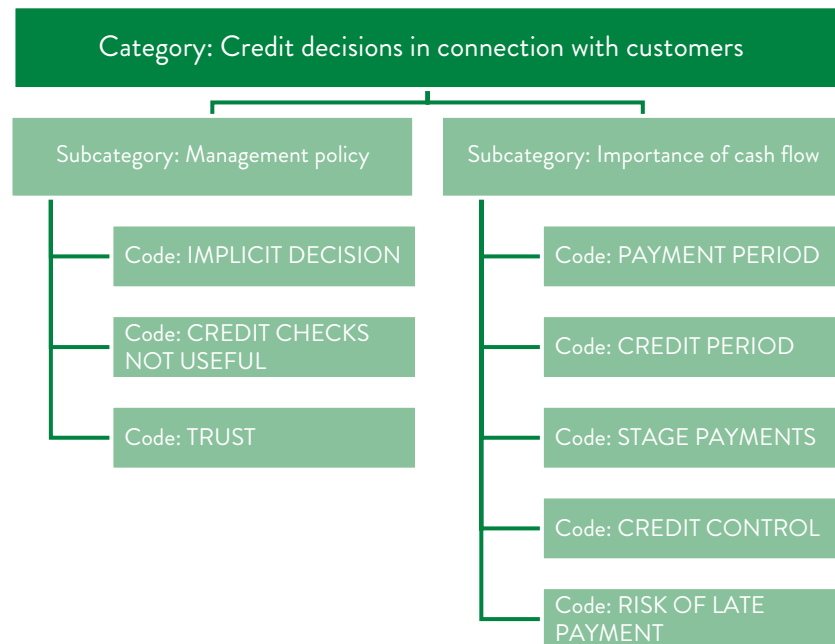 Category: Credit decisions in connection with customers
Subcategory: Management policy
Code: IMPLICIT DECISION
Code: CREDIT CHECKS
NOT USEFUL
Code: TRUST
Subcategory: Importance of cash flow
Code: PAYMENT PERIOD
Code: CREDIT PERIOD
Code: STAGE PAYMENTS
Code: CREDIT CONTROL
Code: RISK OF LATE
PAYMENT